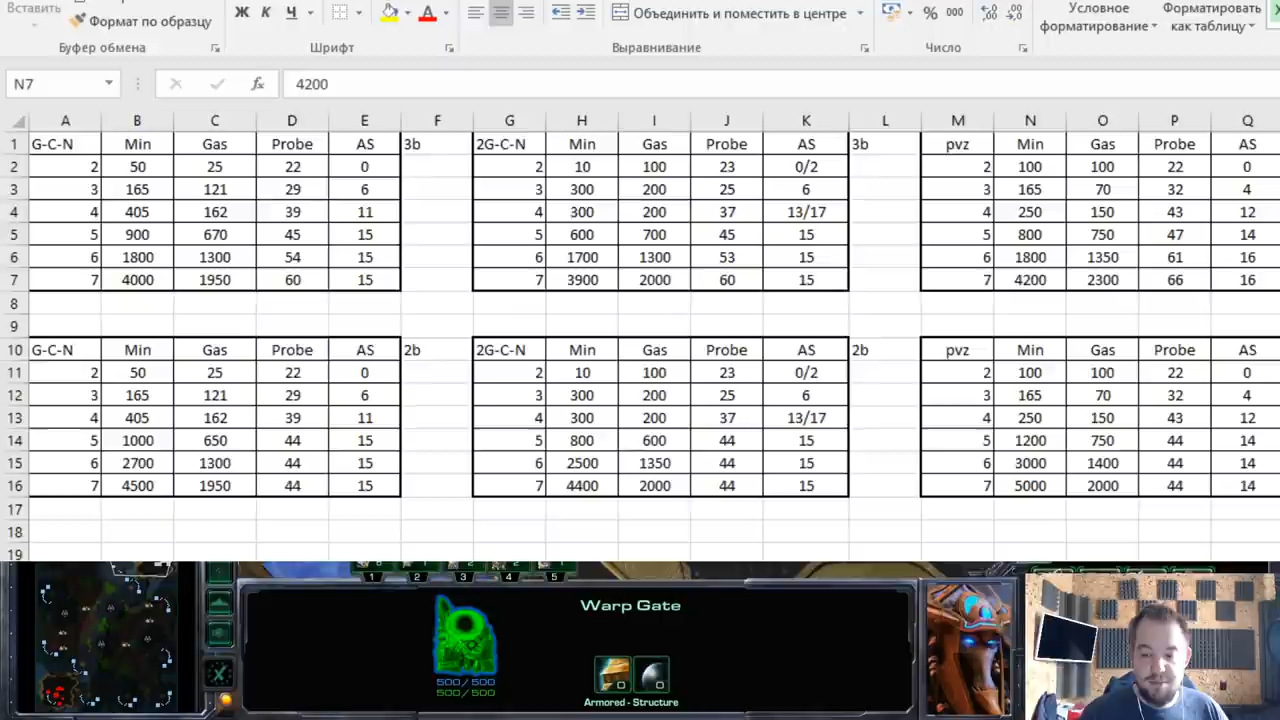 Вставить
Формат по образцу
Ж К Ч
Объединить и поместить в центре
% 000
Условное форматирование
Форматировать как таблицу
Буфер обмена Шрифт Выравнивание Число
N7 fx 4200
A B C D E F G H I J K L M N O P Q
1 G-C-N Min Gas Probe AS 3b 2G-C-N Min Gas Probe AS 3b pvz Min Gas Probe AS
2 2 50 25 22 0 2 10 100 23 0/2 2 100 100 22 0
3 3 165 121 29 6 3 300 200 25 6 3 165 70 32 4
4 4 405 162 39 11 4 300 200 37 13/17 4 250 150 43 12
5 5 900 670 45 15 5 600 700 45 15 5 800 750 47 14
6 6 1800 1300 54 15 6 1700 1300 53 15 6 1800 1350 61 16
7 7 4000 1950 60 15 7 3900 2000 60 15 7 4200 2300 66 16
8
9
10 G-C-N Min Gas Probe AS 2b 2G-C-N Min Gas Probe AS 2b pvz Min Gas Probe AS
11 2 50 25 22 0 2 10 100 23 0/2 2 100 100 22 0
12 3 165 121 29 6 3 300 200 25 6 3 165 70 32 4
13 4 405 162 39 11 4 300 200 37 13/17 4 250 150 43 12
14 5 1000 650 44 15 5 800 600 44 15 5 1200 750 44 14
15 6 2700 1300 44 15 6 2500 1350 44 15 6 3000 1400 44 14
16 7 4500 1950 44 15 7 4400 2000 44 15 7 5000 2000 44 14
17
18
19
1 2 3 4 5
Warp Gate
500/500
500/500
0 0
Armored - Structure